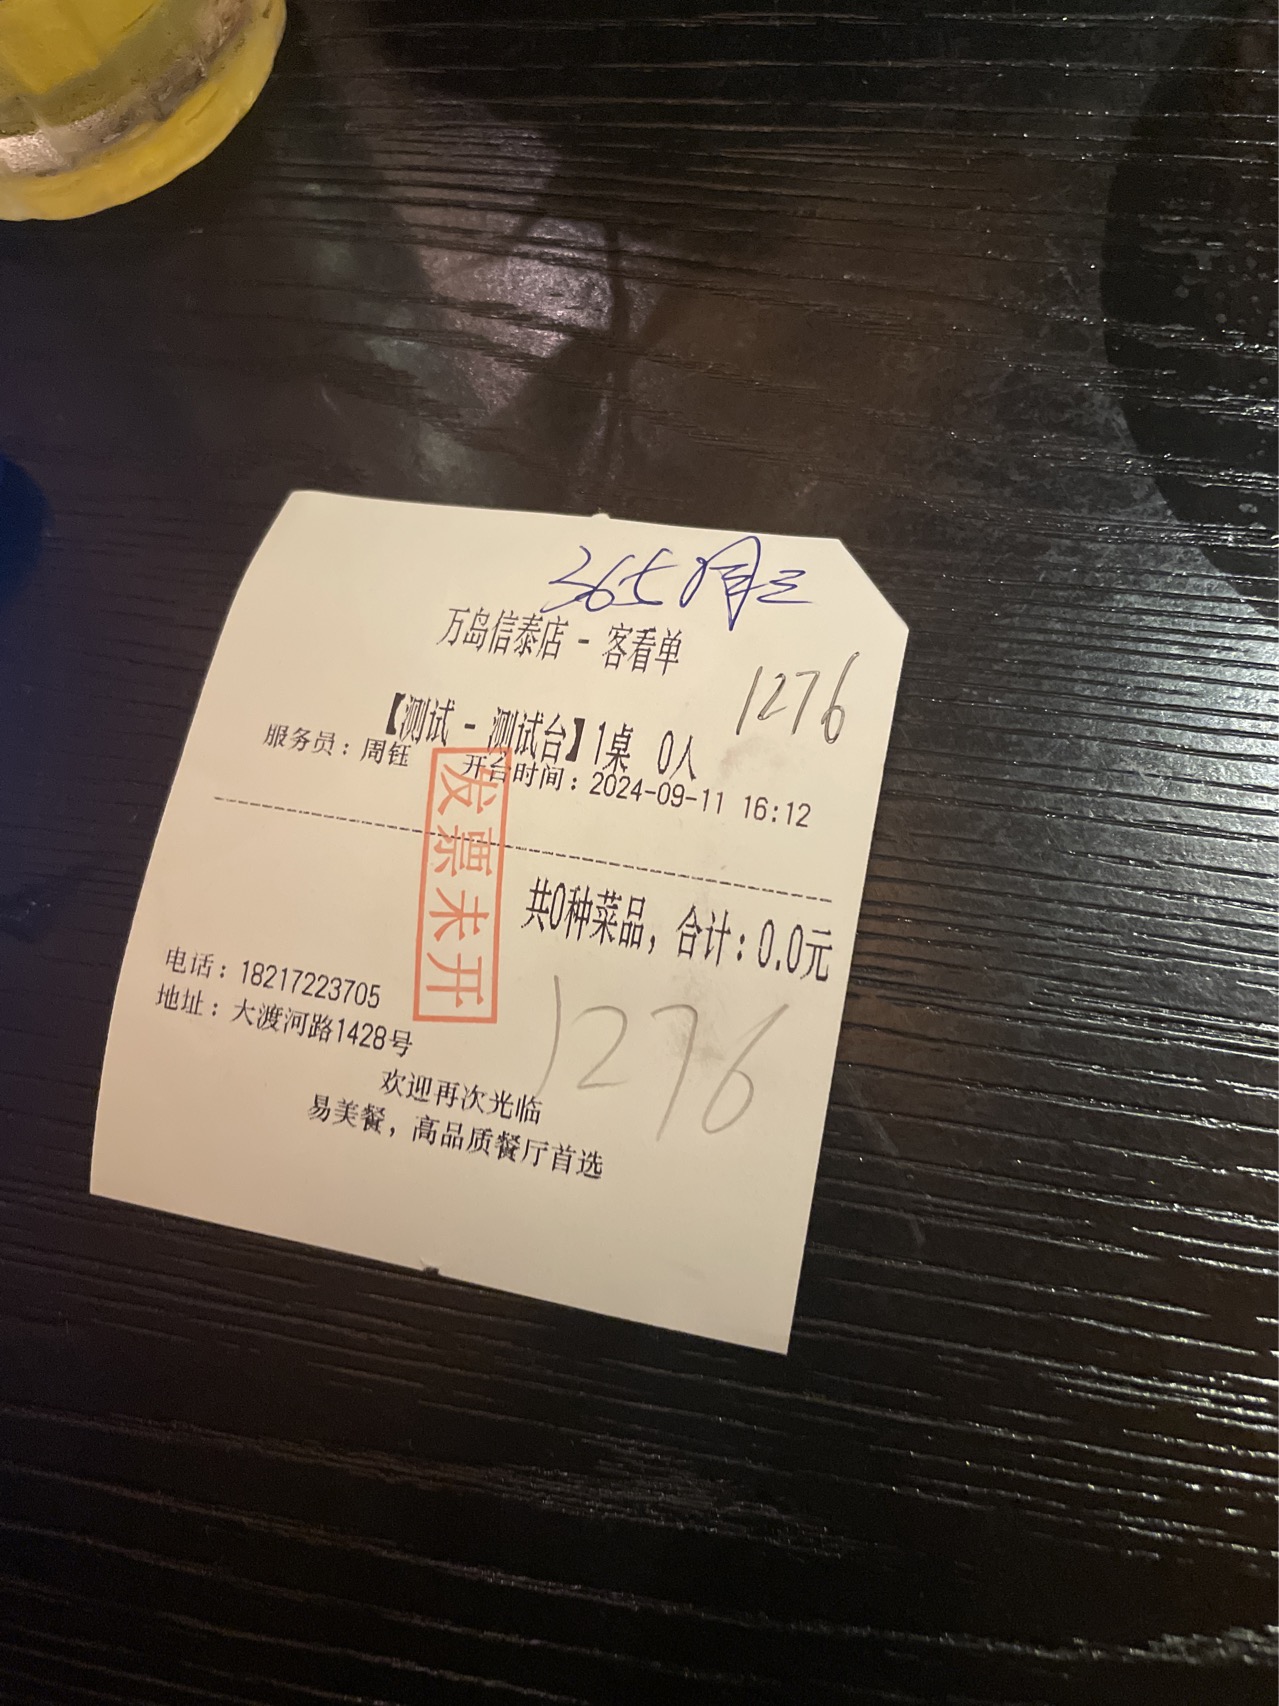 365
万岛信泰店 - 客看单
1276
【测试 - 测试台】1桌 0人
服务员：周钰 开台时间：2024-09-11 16:12
发票未开
共0种菜品，合计：0.0元
电话：18217223705
地址：大渡河路1428号
1276
欢迎再次光临
易美餐，高品质餐厅首选